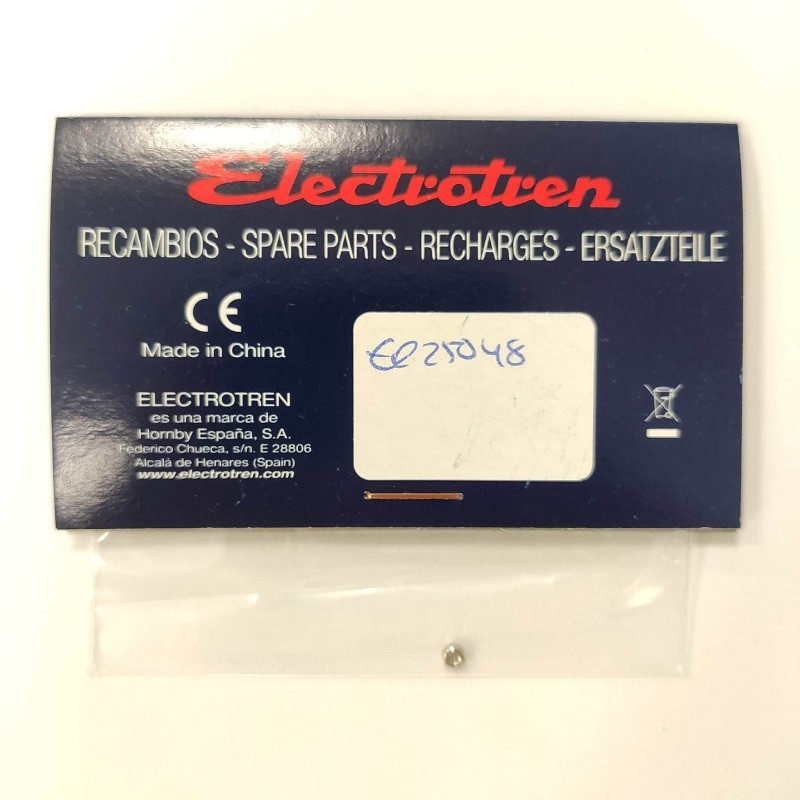 Electrotren
RECAMBIOS - SPARE PARTS - RECHARGES - ERSATZTEILE
CE
Made in China
ELECTROTREN
es una marca de
Hornby España, S.A.
Federico Chueca, s/n. E 28806
Alcalá de Henares (Spain)
www.electrotren.com